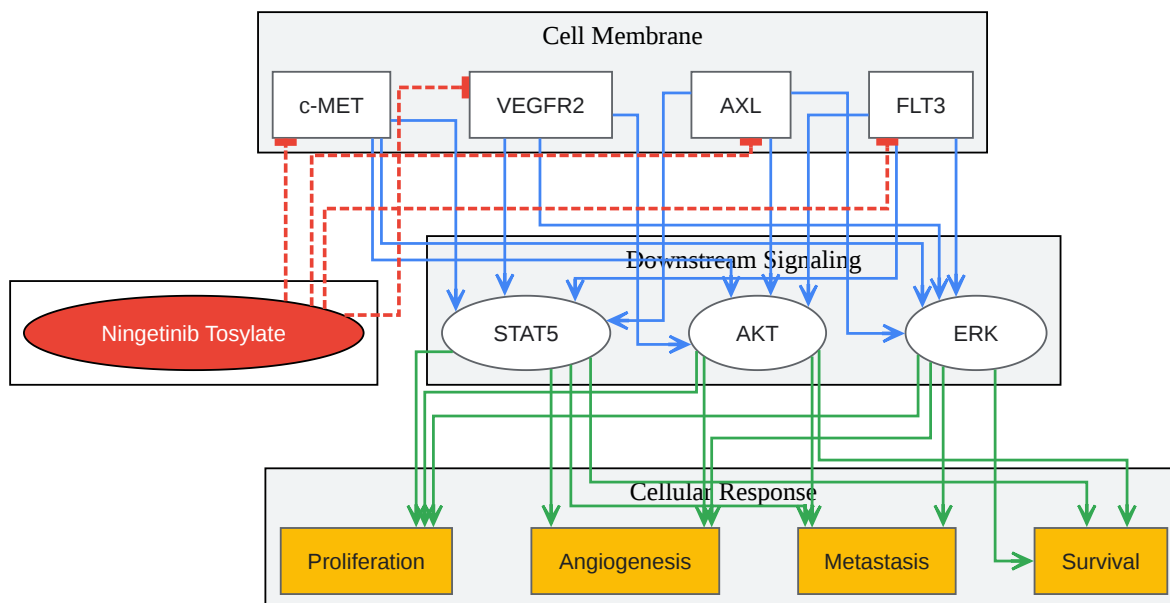 Cell Membrane
c-MET
VEGFR2
AXL
FLT3
Downstream Signaling
Ningetinib Tosylate
STAT5
AKT
ERK
Cellular Response
Proliferation
Angiogenesis
Metastasis
Survival